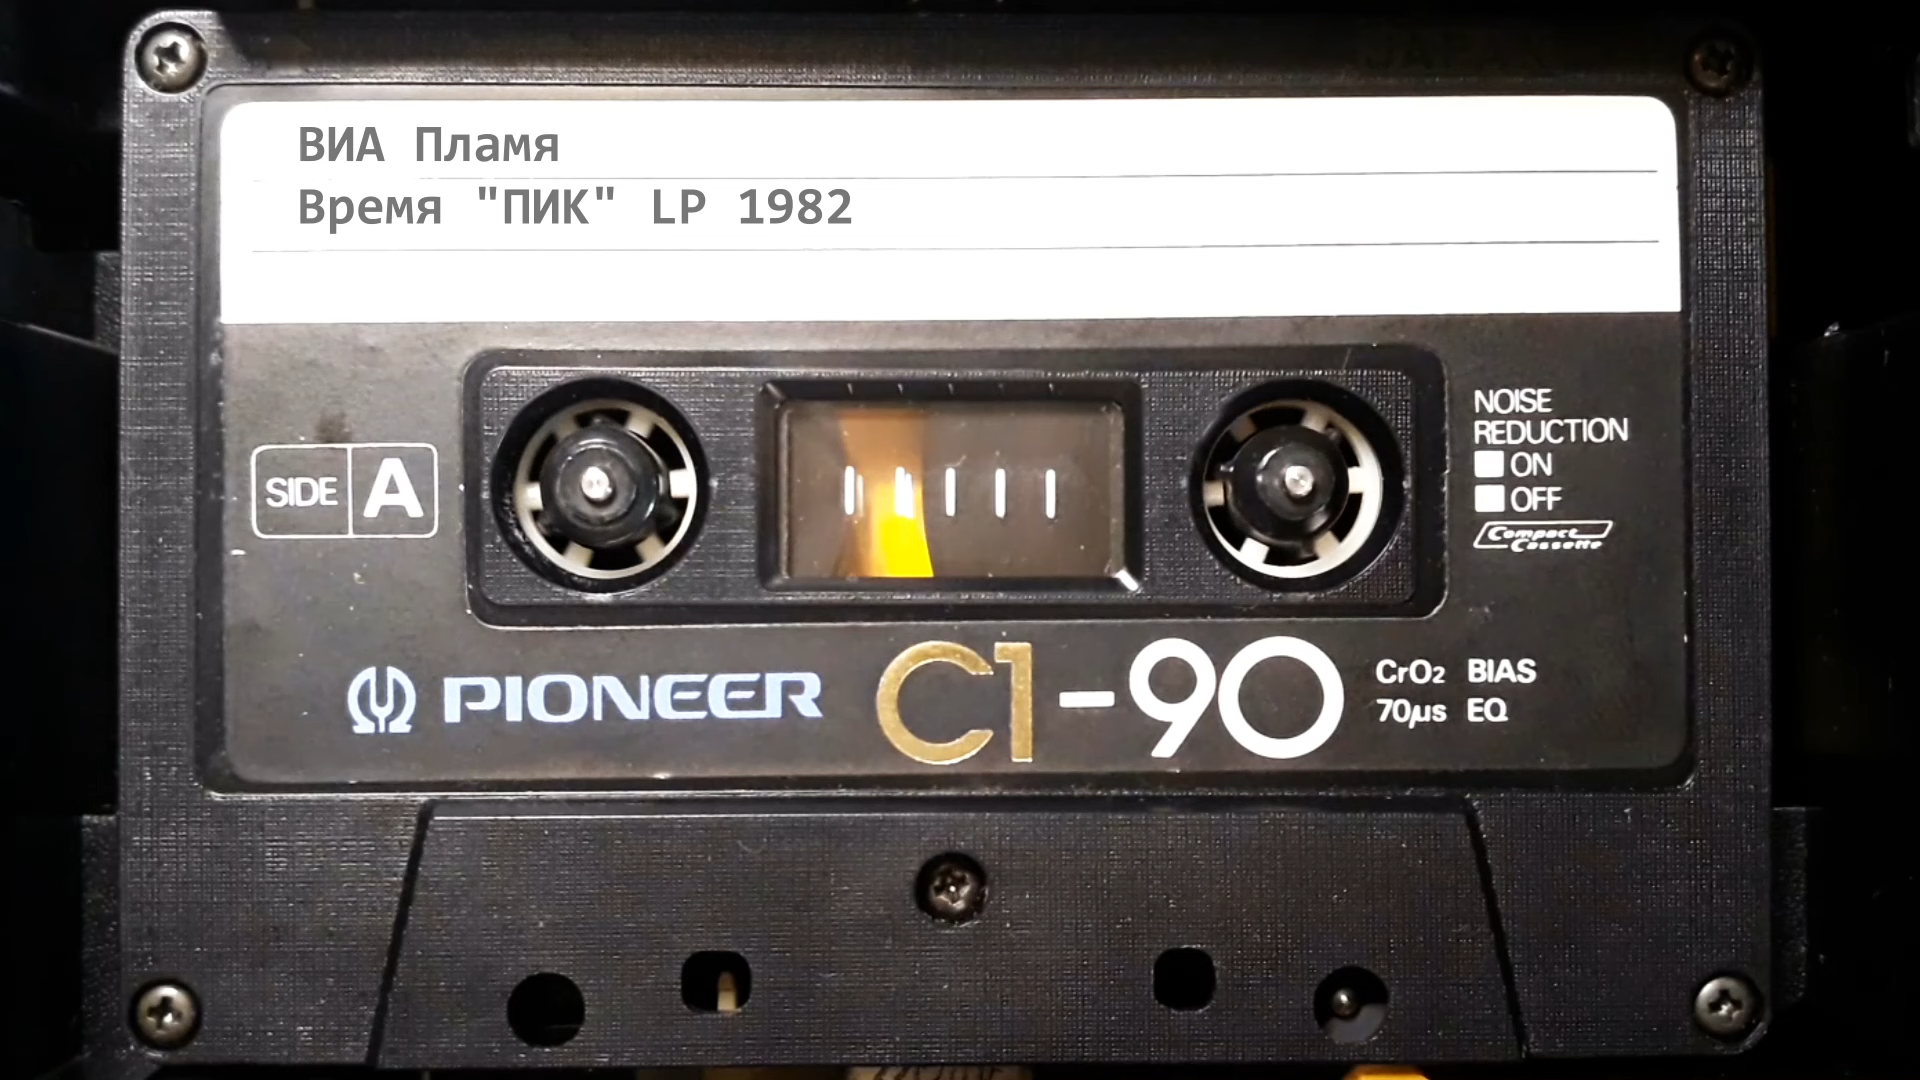 ВИА Пламя
Время "ПИК" LP 1982
NOISE
REDUCTION
ON
OFF
Compact
Cassette
SIDE A
PIONEER C1-90
CrO2 BIAS
70µs EQ